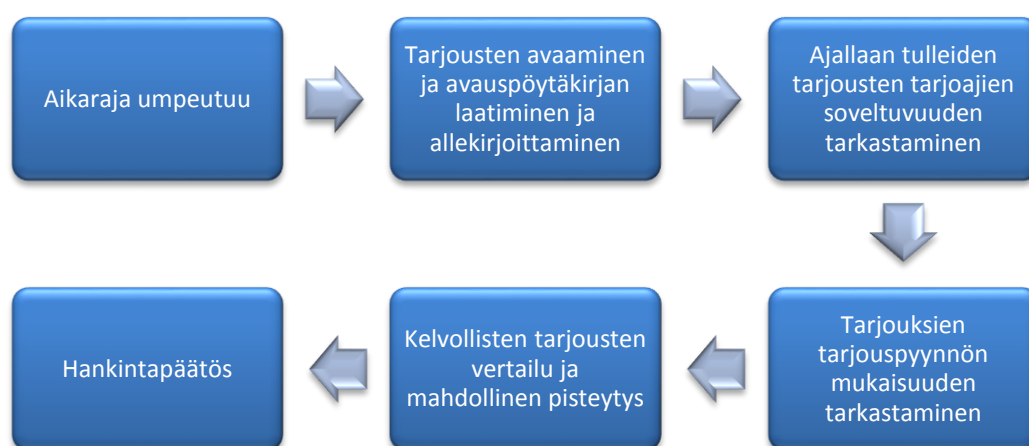 Aikaraja umpeutuu
Tarjousten avaaminen
ja avauspöytäkirjan
laatiminen ja
allekirjoittaminen
Ajallaan tulleiden
tarjousten tarjoajien
soveltuvuuden
tarkastaminen
Tarjouksien
tarjouspyynnön
mukaisuuden
tarkastaminen
Kelvollisten tarjousten
vertailu ja
mahdollinen pisteytys
Hankintapäätös